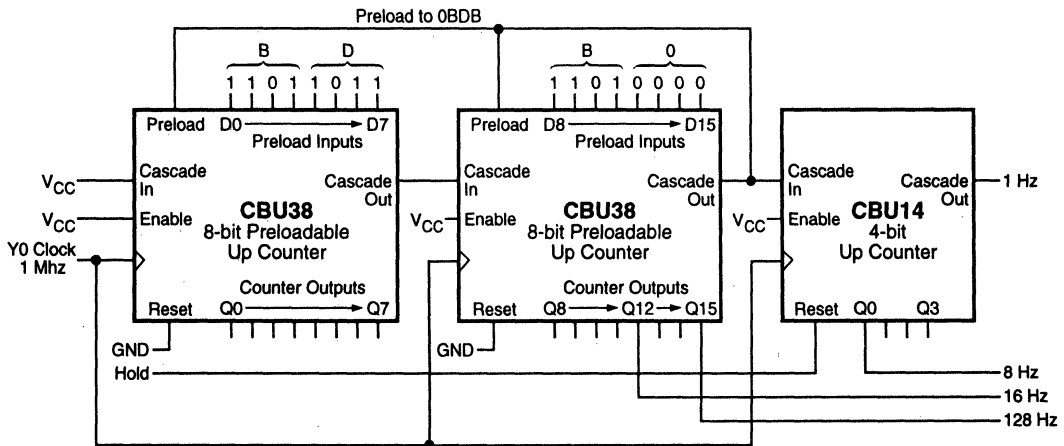 Preload to 0BDB
B D
1 1 0 1 1 0 1 1
B 0
1 1 0 1 0 0 0 0
Preload D0 D7
Preload Inputs
Cascade In
Cascade Out
VCC
VCC
Enable
CBU38
8-bit Preloadable
Up Counter
Y0 Clock
1 Mhz
Counter Outputs
Reset Q0 Q7
GND
Hold
Preload D8 D15
Preload Inputs
Cascade In
Cascade Out
VCC
Enable
CBU38
8-bit Preloadable
Up Counter
Counter Outputs
Reset Q8 Q12 Q15
GND
Cascade In
Cascade Out
1 Hz
VCC
Enable
CBU14
4-bit
Up Counter
Reset Q0 Q3
8 Hz
16 Hz
128 Hz